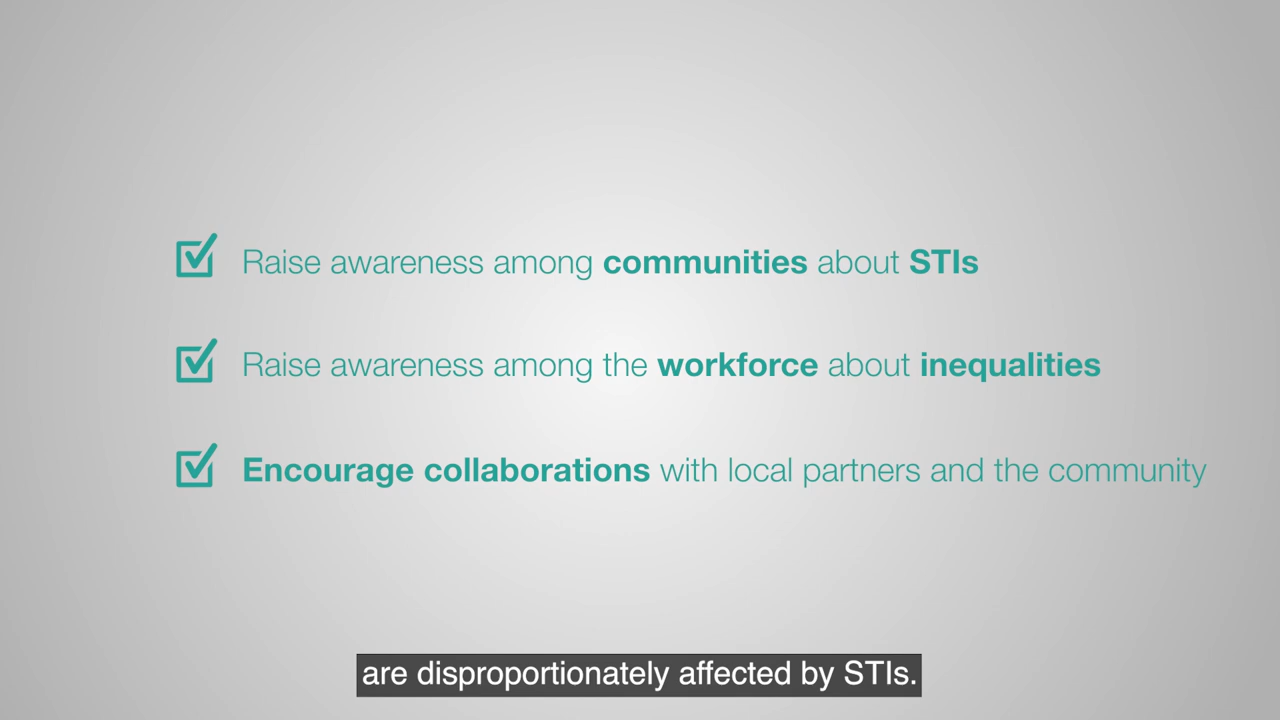 Raise awareness among communities about STIs
Raise awareness among the workforce about inequalities
Encourage collaborations with local partners and the community
are disproportionately affected by STIs.